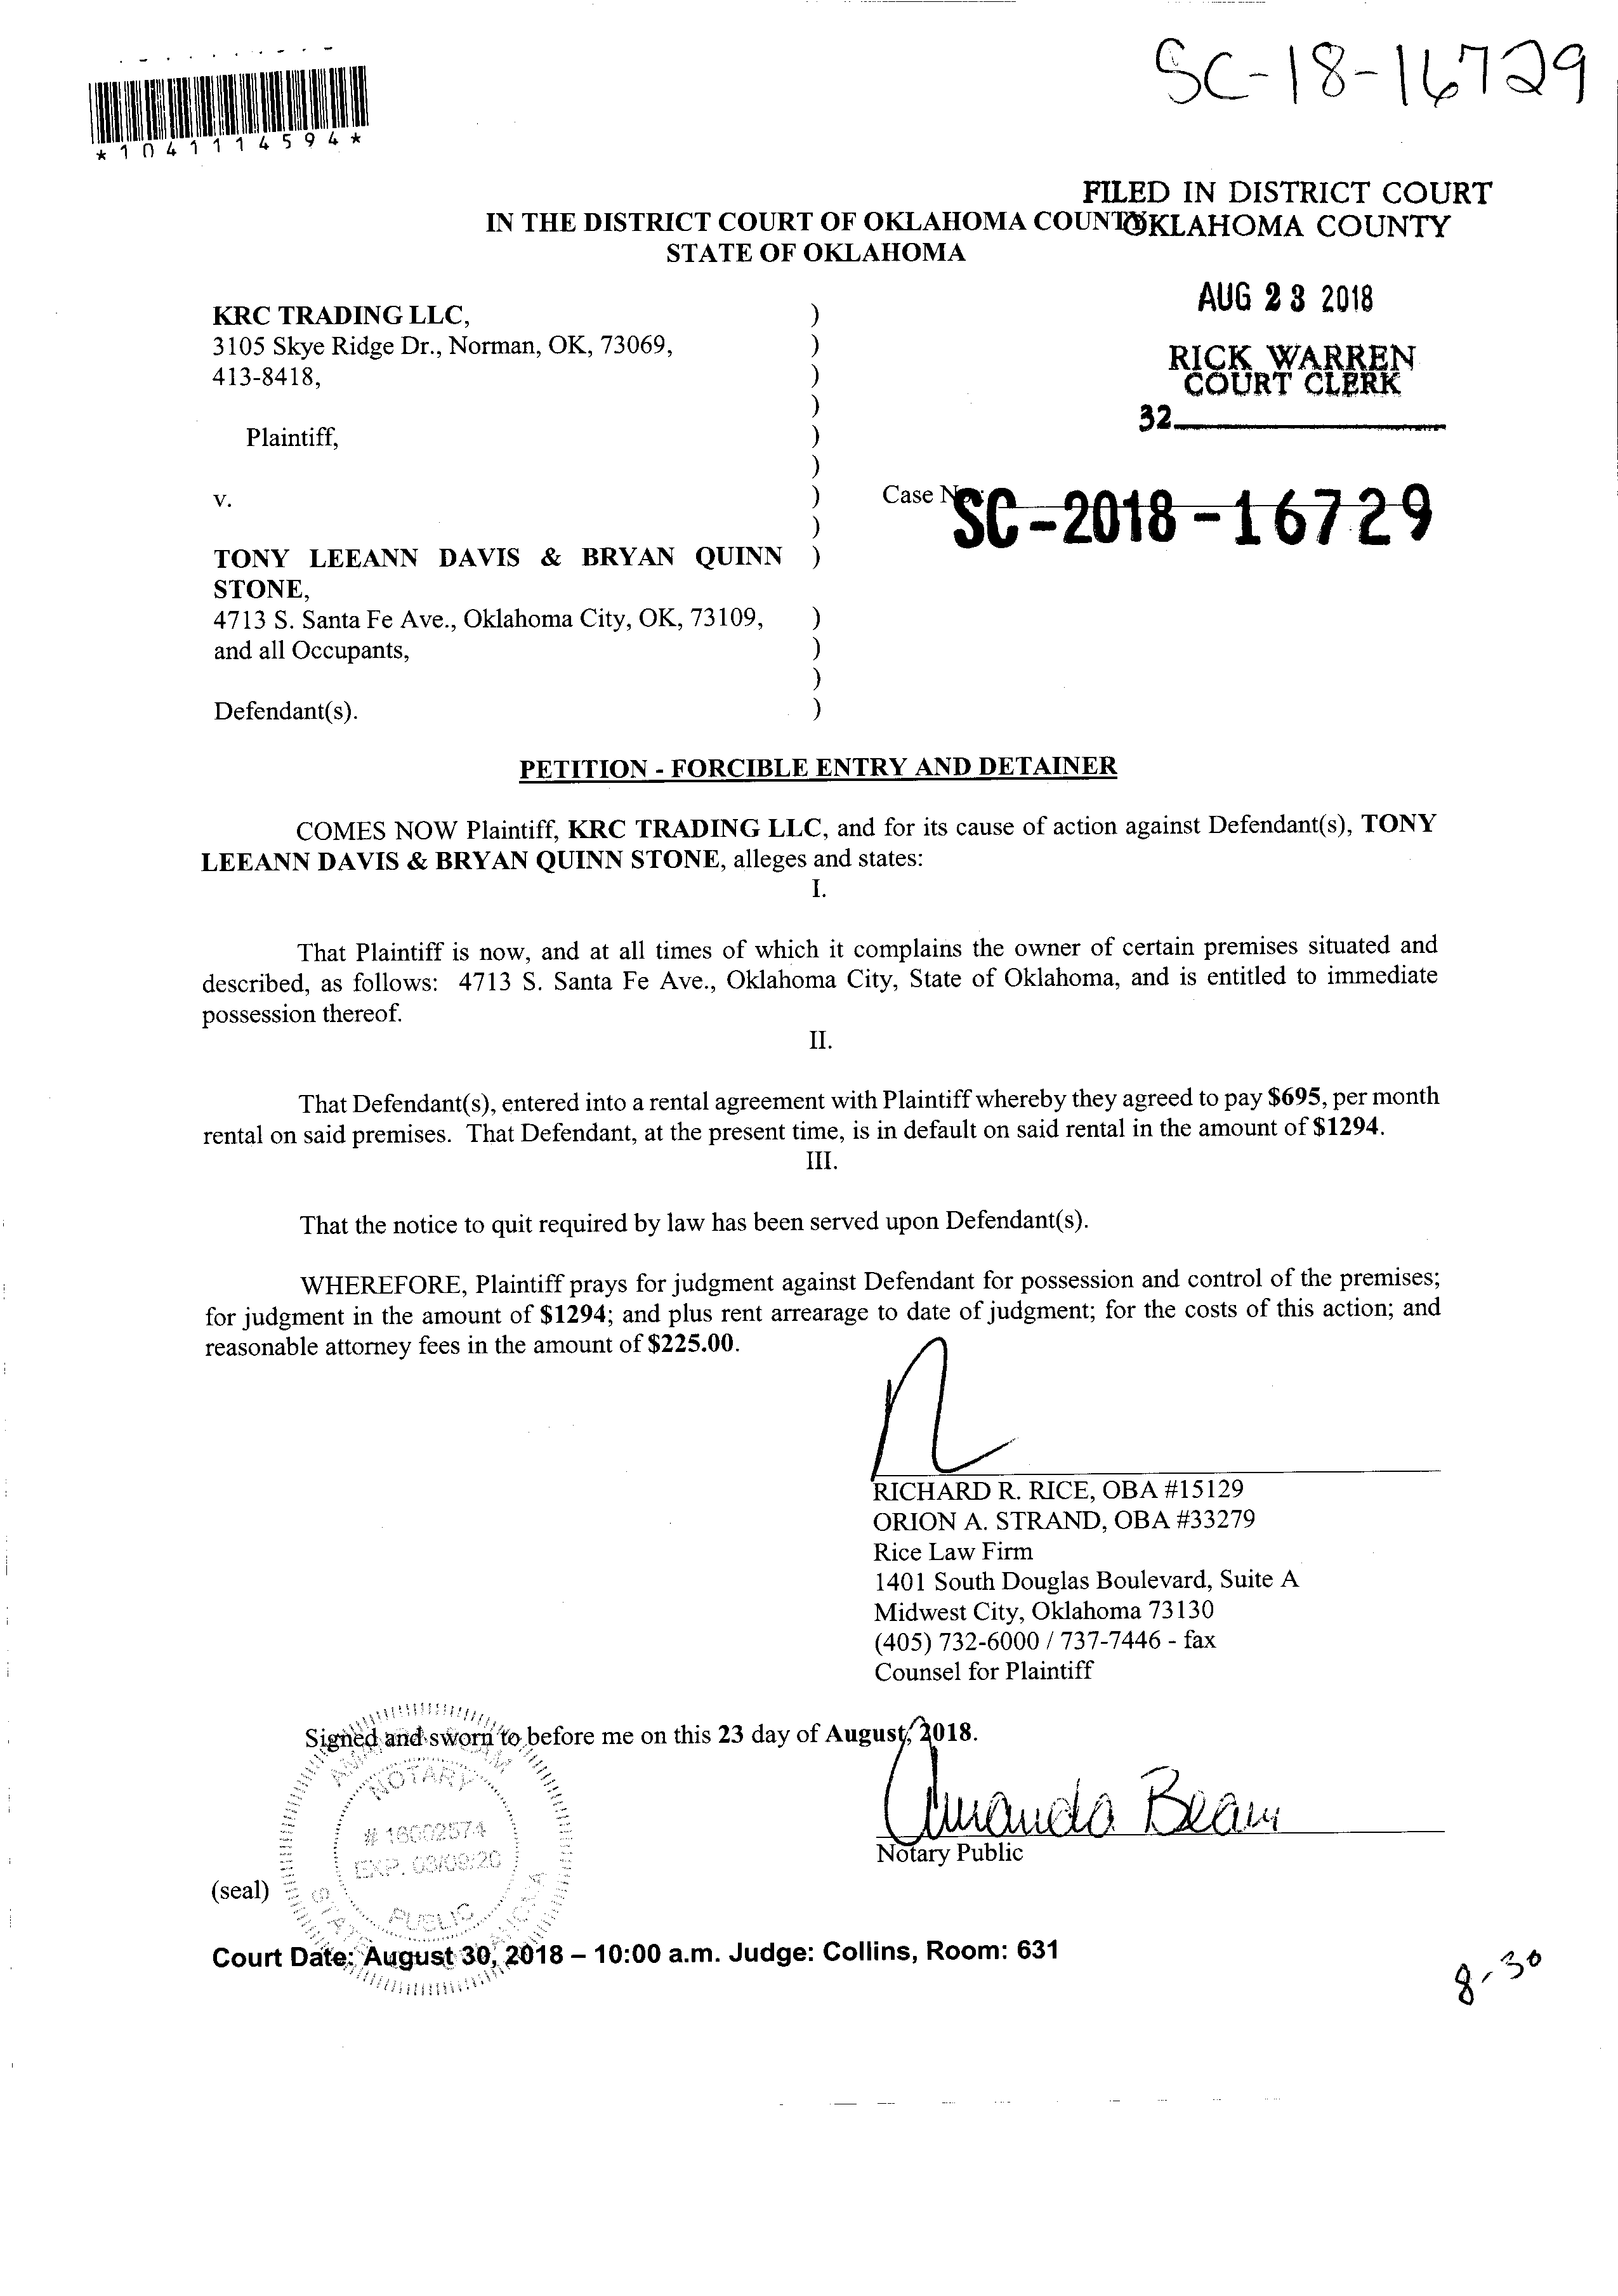 SC-18-16729
*1041114594*
FILED IN DISTRICT COURT
OKLAHOMA COUNTY
IN THE DISTRICT COURT OF OKLAHOMA COUNTY
STATE OF OKLAHOMA
AUG 23 2018
RICK WARREN
COURT CLERK
32
KRC TRADING LLC, )
3105 Skye Ridge Dr., Norman, OK, 73069, )
413-8418, )
)
Plaintiff, )
)
v. )
Case No.:
SC-2018-16729
)
TONY LEEANN DAVIS & BRYAN QUINN )
STONE,
4713 S. Santa Fe Ave., Oklahoma City, OK, 73109, )
and all Occupants, )
)
Defendant(s). )
PETITION - FORCIBLE ENTRY AND DETAINER
COMES NOW Plaintiff, KRC TRADING LLC, and for its cause of action against Defendant(s), TONY
LEEANN DAVIS & BRYAN QUINN STONE, alleges and states:
I.
That Plaintiff is now, and at all times of which it complains the owner of certain premises situated and
described, as follows: 4713 S. Santa Fe Ave., Oklahoma City, State of Oklahoma, and is entitled to immediate
possession thereof.
II.
That Defendant(s), entered into a rental agreement with Plaintiff whereby they agreed to pay $695, per month
rental on said premises. That Defendant, at the present time, is in default on said rental in the amount of $1294.
III.
That the notice to quit required by law has been served upon Defendant(s).
WHEREFORE, Plaintiff prays for judgment against Defendant for possession and control of the premises;
for judgment in the amount of $1294; and plus rent arrearage to date of judgment; for the costs of this action; and
reasonable attorney fees in the amount of $225.00.
RICHARD R. RICE, OBA #15129
ORION A. STRAND, OBA #33279
Rice Law Firm
1401 South Douglas Boulevard, Suite A
Midwest City, Oklahoma 73130
(405) 732-6000 / 737-7446 - fax
Counsel for Plaintiff
Signed and sworn to before me on this 23 day of August, 2018.
Amanda Beam
Notary Public
NOTARY
# 16002574
EXP. 03/09/20
PUBLIC
(seal)
Court Date: August 30, 2018 – 10:00 a.m. Judge: Collins, Room: 631
8-30